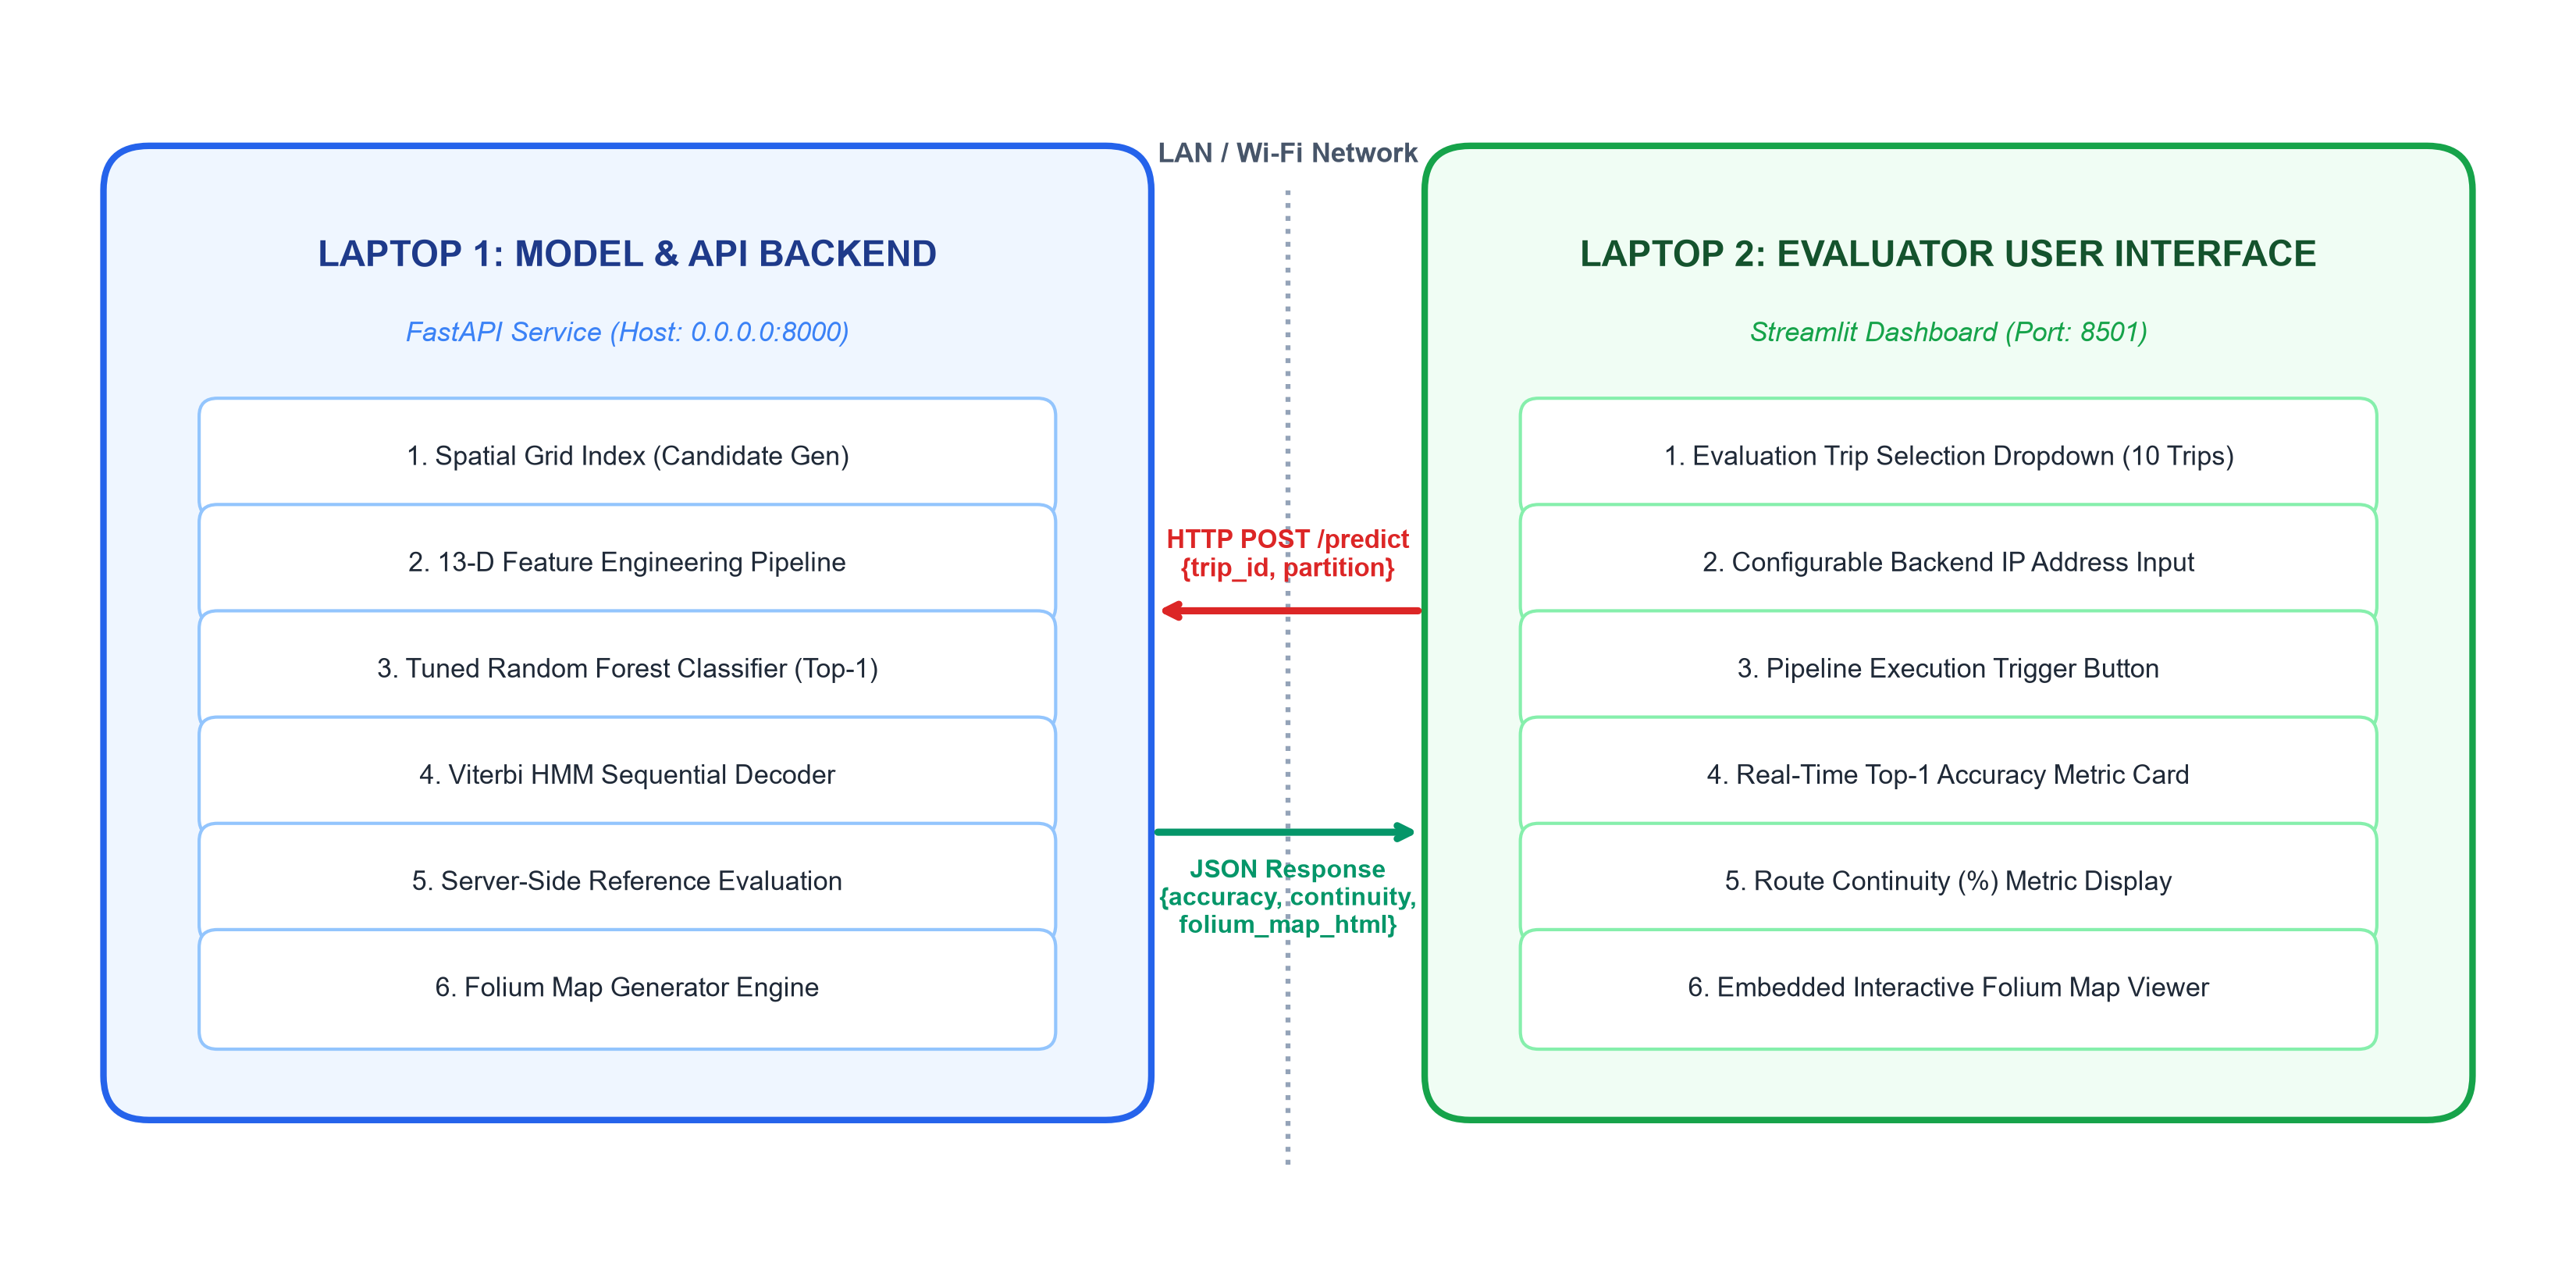 LAN / Wi-Fi Network
LAPTOP 1: MODEL & API BACKEND
FastAPI Service (Host: 0.0.0.0:8000)
1. Spatial Grid Index (Candidate Gen)
2. 13-D Feature Engineering Pipeline
3. Tuned Random Forest Classifier (Top-1)
4. Viterbi HMM Sequential Decoder
5. Server-Side Reference Evaluation
6. Folium Map Generator Engine
HTTP POST /predict
{trip_id, partition}
JSON Response
{accuracy, continuity,
folium_map_html}
LAPTOP 2: EVALUATOR USER INTERFACE
Streamlit Dashboard (Port: 8501)
1. Evaluation Trip Selection Dropdown (10 Trips)
2. Configurable Backend IP Address Input
3. Pipeline Execution Trigger Button
4. Real-Time Top-1 Accuracy Metric Card
5. Route Continuity (%) Metric Display
6. Embedded Interactive Folium Map Viewer